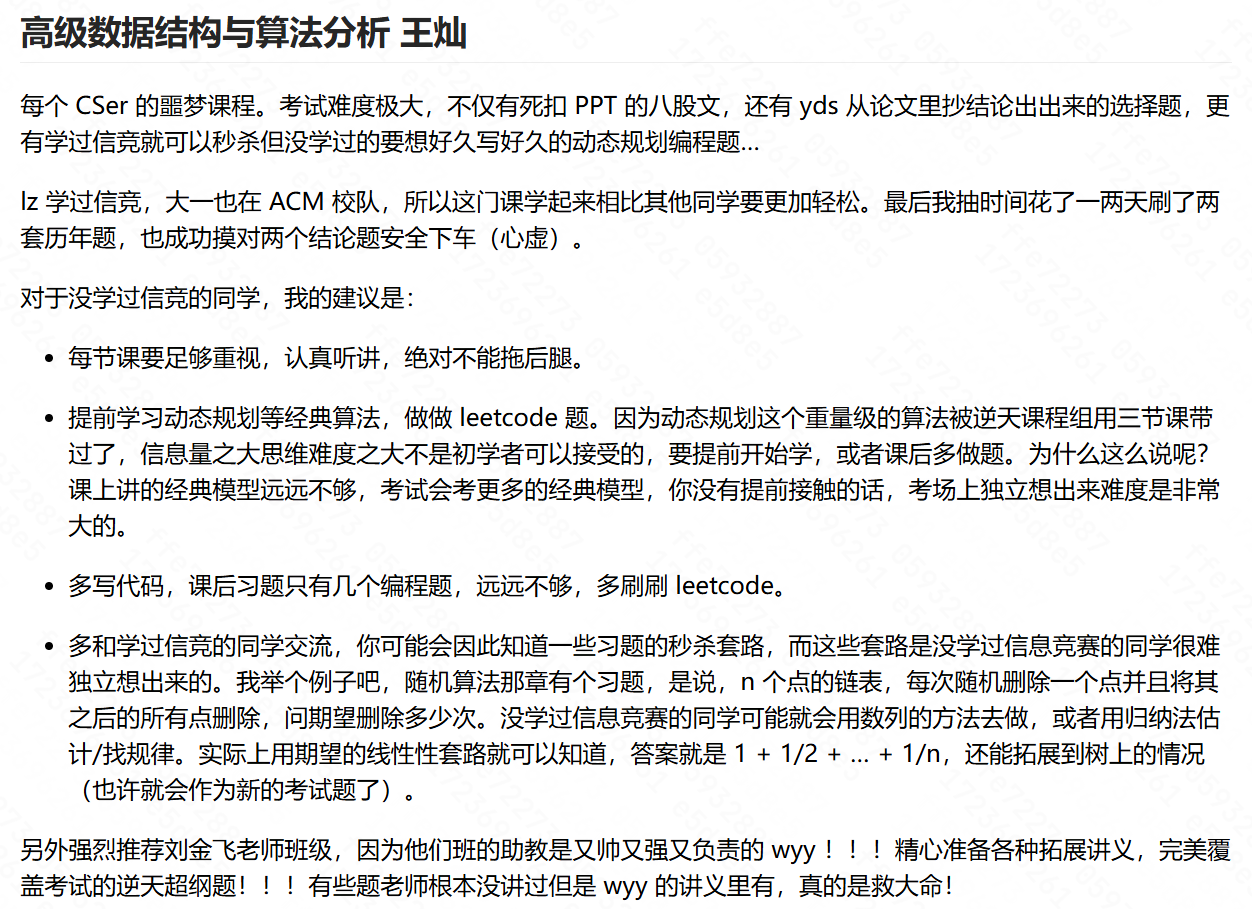 高级数据结构与算法分析 王灿
每个 CSer 的噩梦课程。考试难度极大，不仅有死扣 PPT 的八股文，还有 yds 从论文里抄结论出出来的选择题，更
有学过信竞就可以秒杀但没学过的要想好久写好久的动态规划编程题...
lz 学过信竞，大一也在 ACM 校队，所以这门课学起来相比其他同学要更加轻松。最后我抽时间花了一两天刷了两
套历年题，也成功摸对两个结论题安全下车（心虚）。
对于没学过信竞的同学，我的建议是：
• 每节课要足够重视，认真听讲，绝对不能拖后腿。
• 提前学习动态规划等经典算法，做做 leetcode 题。因为动态规划这个重量级的算法被逆天课程组用三节课带
过了，信息量之大思维难度之大不是初学者可以接受的，要提前开始学，或者课后多做题。为什么这么说呢？
课上讲的经典模型远远不够，考试会考更多的经典模型，你没有提前接触的话，考场上独立想出来难度是非常
大的。
• 多写代码，课后习题只有几个编程题，远远不够，多刷刷 leetcode。
• 多和学过信竞的同学交流，你可能会因此知道一些习题的秒杀套路，而这些套路是没学过信息竞赛的同学很难
独立想出来的。我举个例子吧，随机算法那章有个习题，是说，n 个点的链表，每次随机删除一个点并且将其
之后的所有点删除，问期望删除多少次。没学过信息竞赛的同学可能就会用数列的方法去做，或者用归纳法估
计/找规律。实际上用期望的线性性套路就可以知道，答案就是 1 + 1/2 + ... + 1/n，还能拓展到树上的情况
（也许就会作为新的考试题了）。
另外强烈推荐刘金飞老师班级，因为他们班的助教是又帅又强又负责的 wyy！！！精心准备各种拓展讲义，完美覆
盖考试的逆天超纲题！！！有些题老师根本没讲过但是 wyy 的讲义里有，真的是救大命！